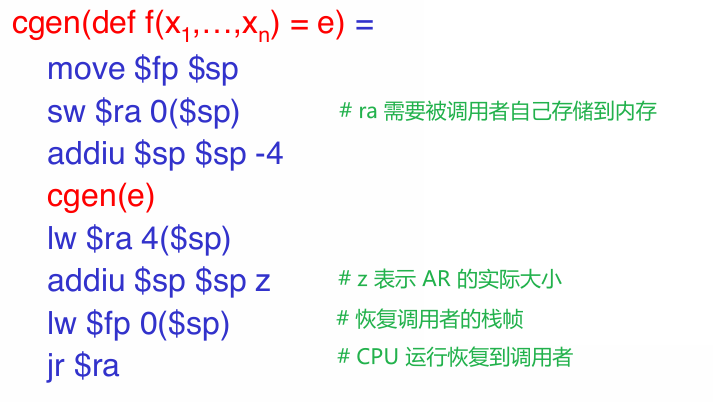 cgen(def f(x1,…,xn) = e) =
move $fp $sp
sw $ra 0($sp) # ra 需要被调用者自己存储到内存
addiu $sp $sp -4
cgen(e)
lw $ra 4($sp)
addiu $sp $sp z # z 表示 AR 的实际大小
lw $fp 0($sp) # 恢复调用者的栈帧
jr $ra # CPU 运行恢复到调用者